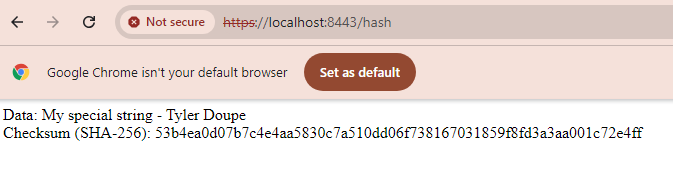 Not secure https://localhost:8443/hash
Google Chrome isn't your default browser Set as default
Data: My special string - Tyler Doupe
Checksum (SHA-256): 53b4ea0d07b7c4e4aa5830c7a510dd06f738167031859f8fd3a3aa001c72e4ff